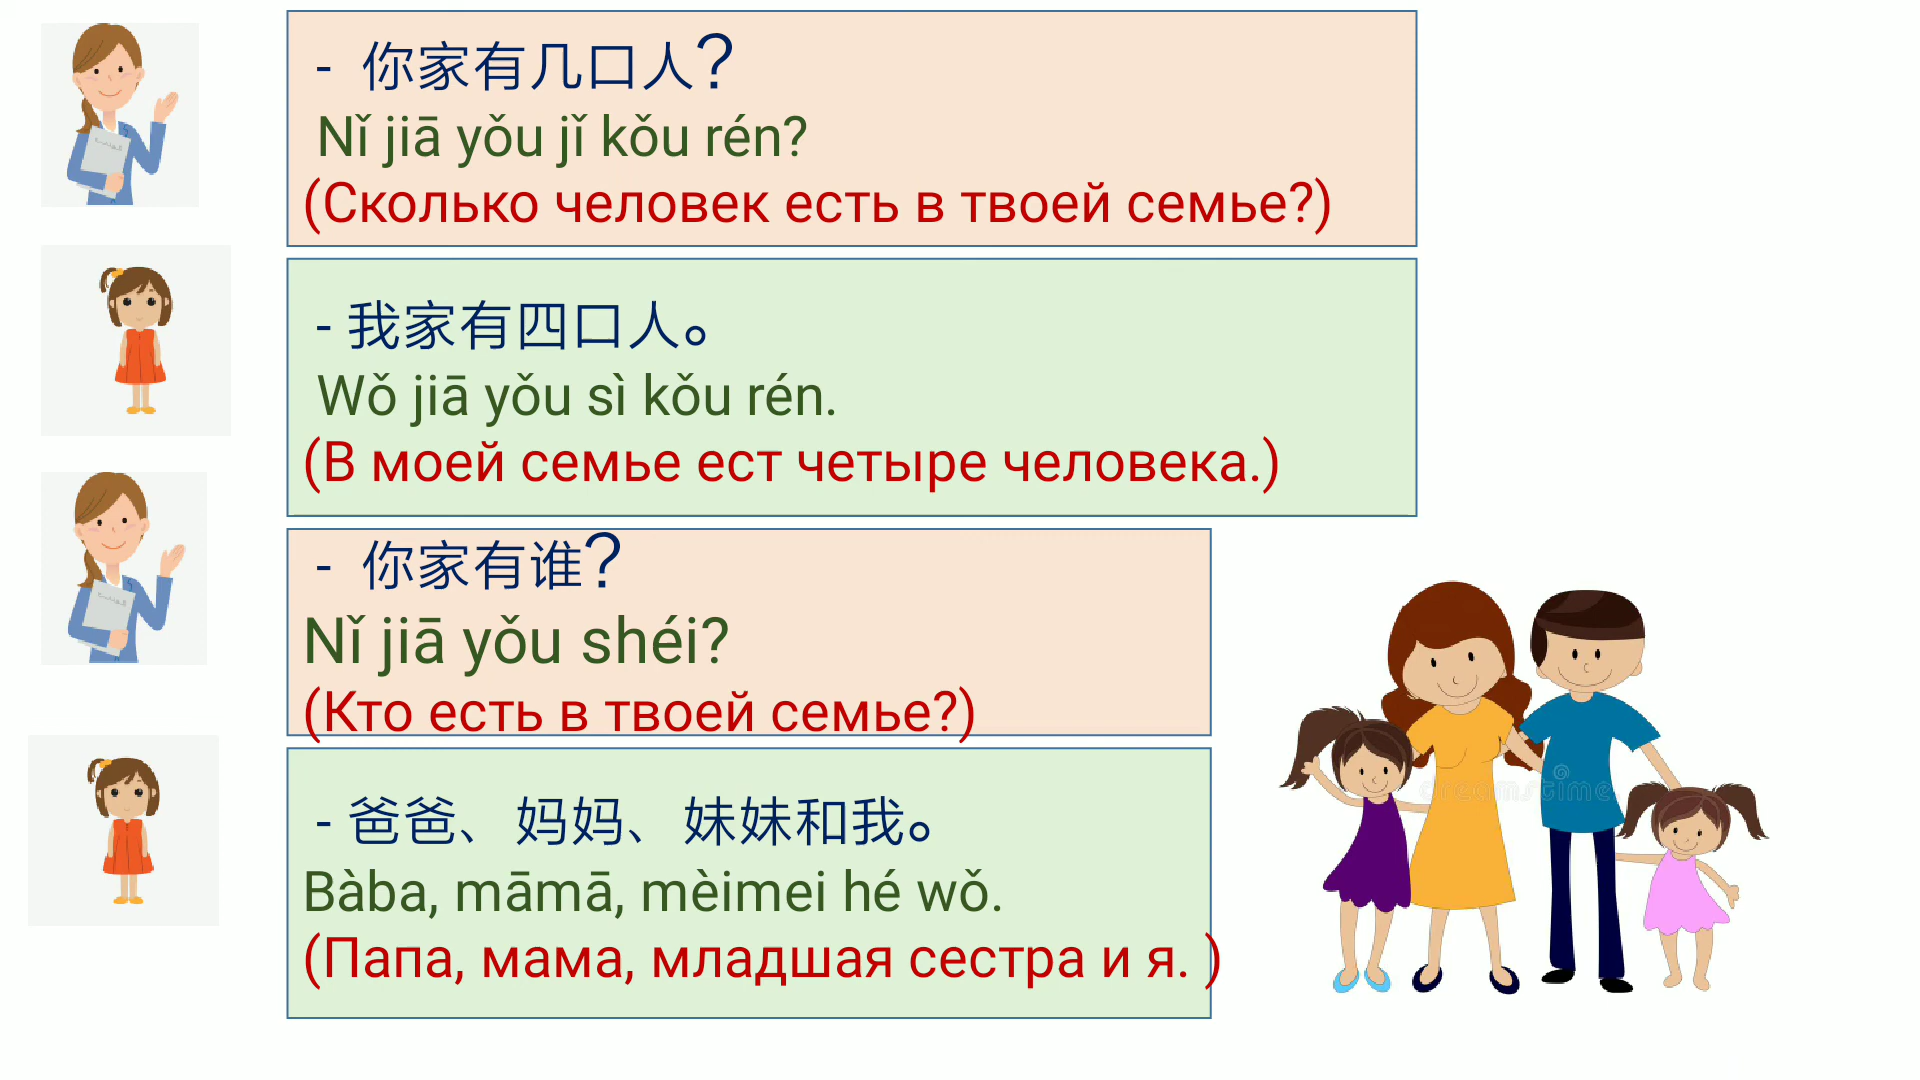 - 你家有几口人?
Nǐ jiā yǒu jǐ kǒu rén?
(Сколько человек есть в твоей семье?)
- 我家有四口人。
Wǒ jiā yǒu sì kǒu rén.
(В моей семье ест четыре человека.)
- 你家有谁?
Nǐ jiā yǒu shéi?
(Кто есть в твоей семье?)
- 爸爸、妈妈、妹妹和我。
Bàba, māmā, mèimei hé wǒ.
(Папа, мама, младшая сестра и я. )
dreamstime